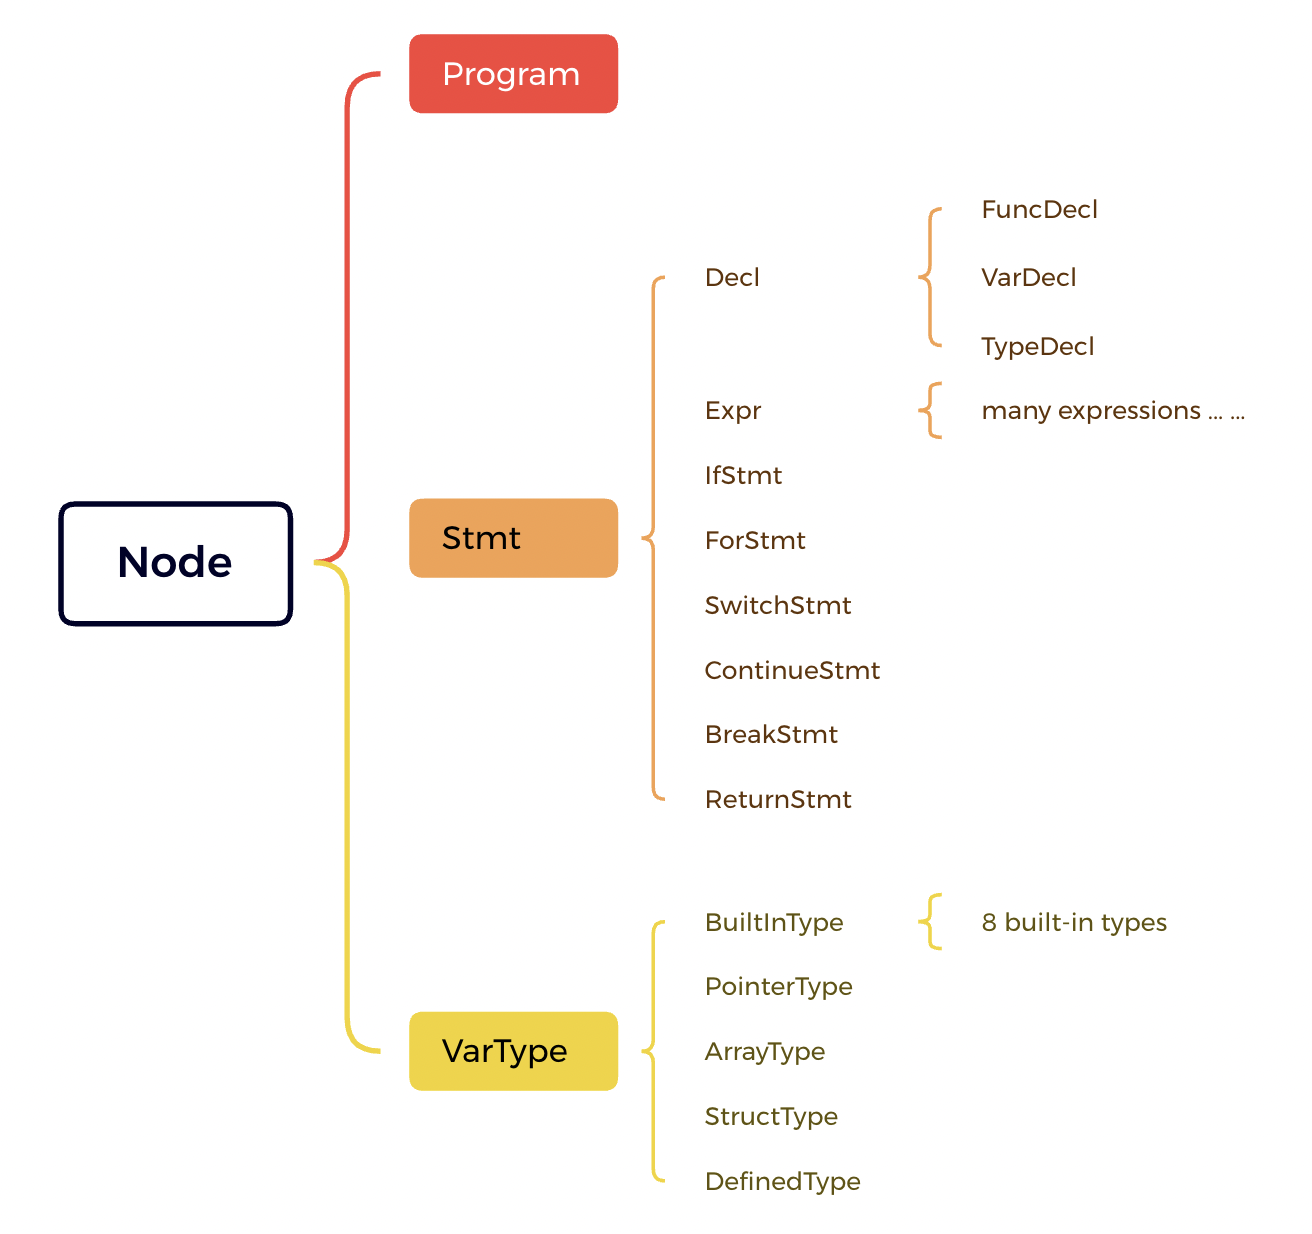 Program
FuncDecl
Decl
VarDecl
TypeDecl
Expr
many expressions ... ...
IfStmt
Node
Stmt
ForStmt
SwitchStmt
ContinueStmt
BreakStmt
ReturnStmt
BuiltInType
8 built-in types
PointerType
VarType
ArrayType
StructType
DefinedType